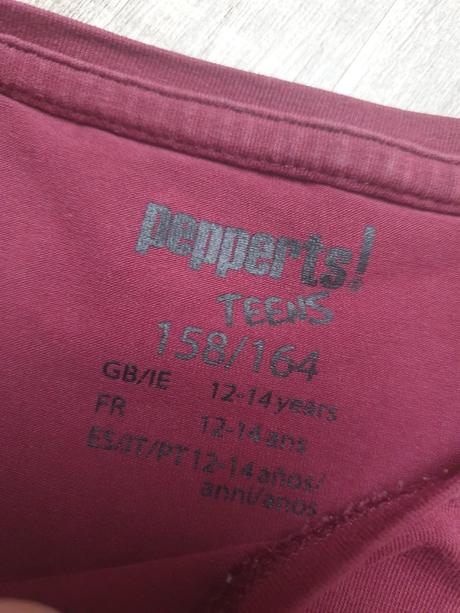 pepperts!
TEENS
158/164
GB/IE 12-14 years
FR 12-14 ans
ES/IT/PT 12-14 años/
anni/anos